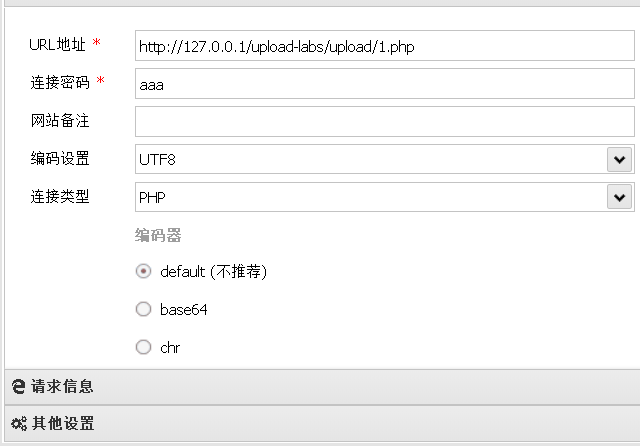 URL地址 * http://127.0.0.1/upload-labs/upload/1.php
连接密码 * aaa
网站备注
编码设置 UTF8
连接类型 PHP
编码器
default (不推荐)
base64
chr
请求信息
其他设置